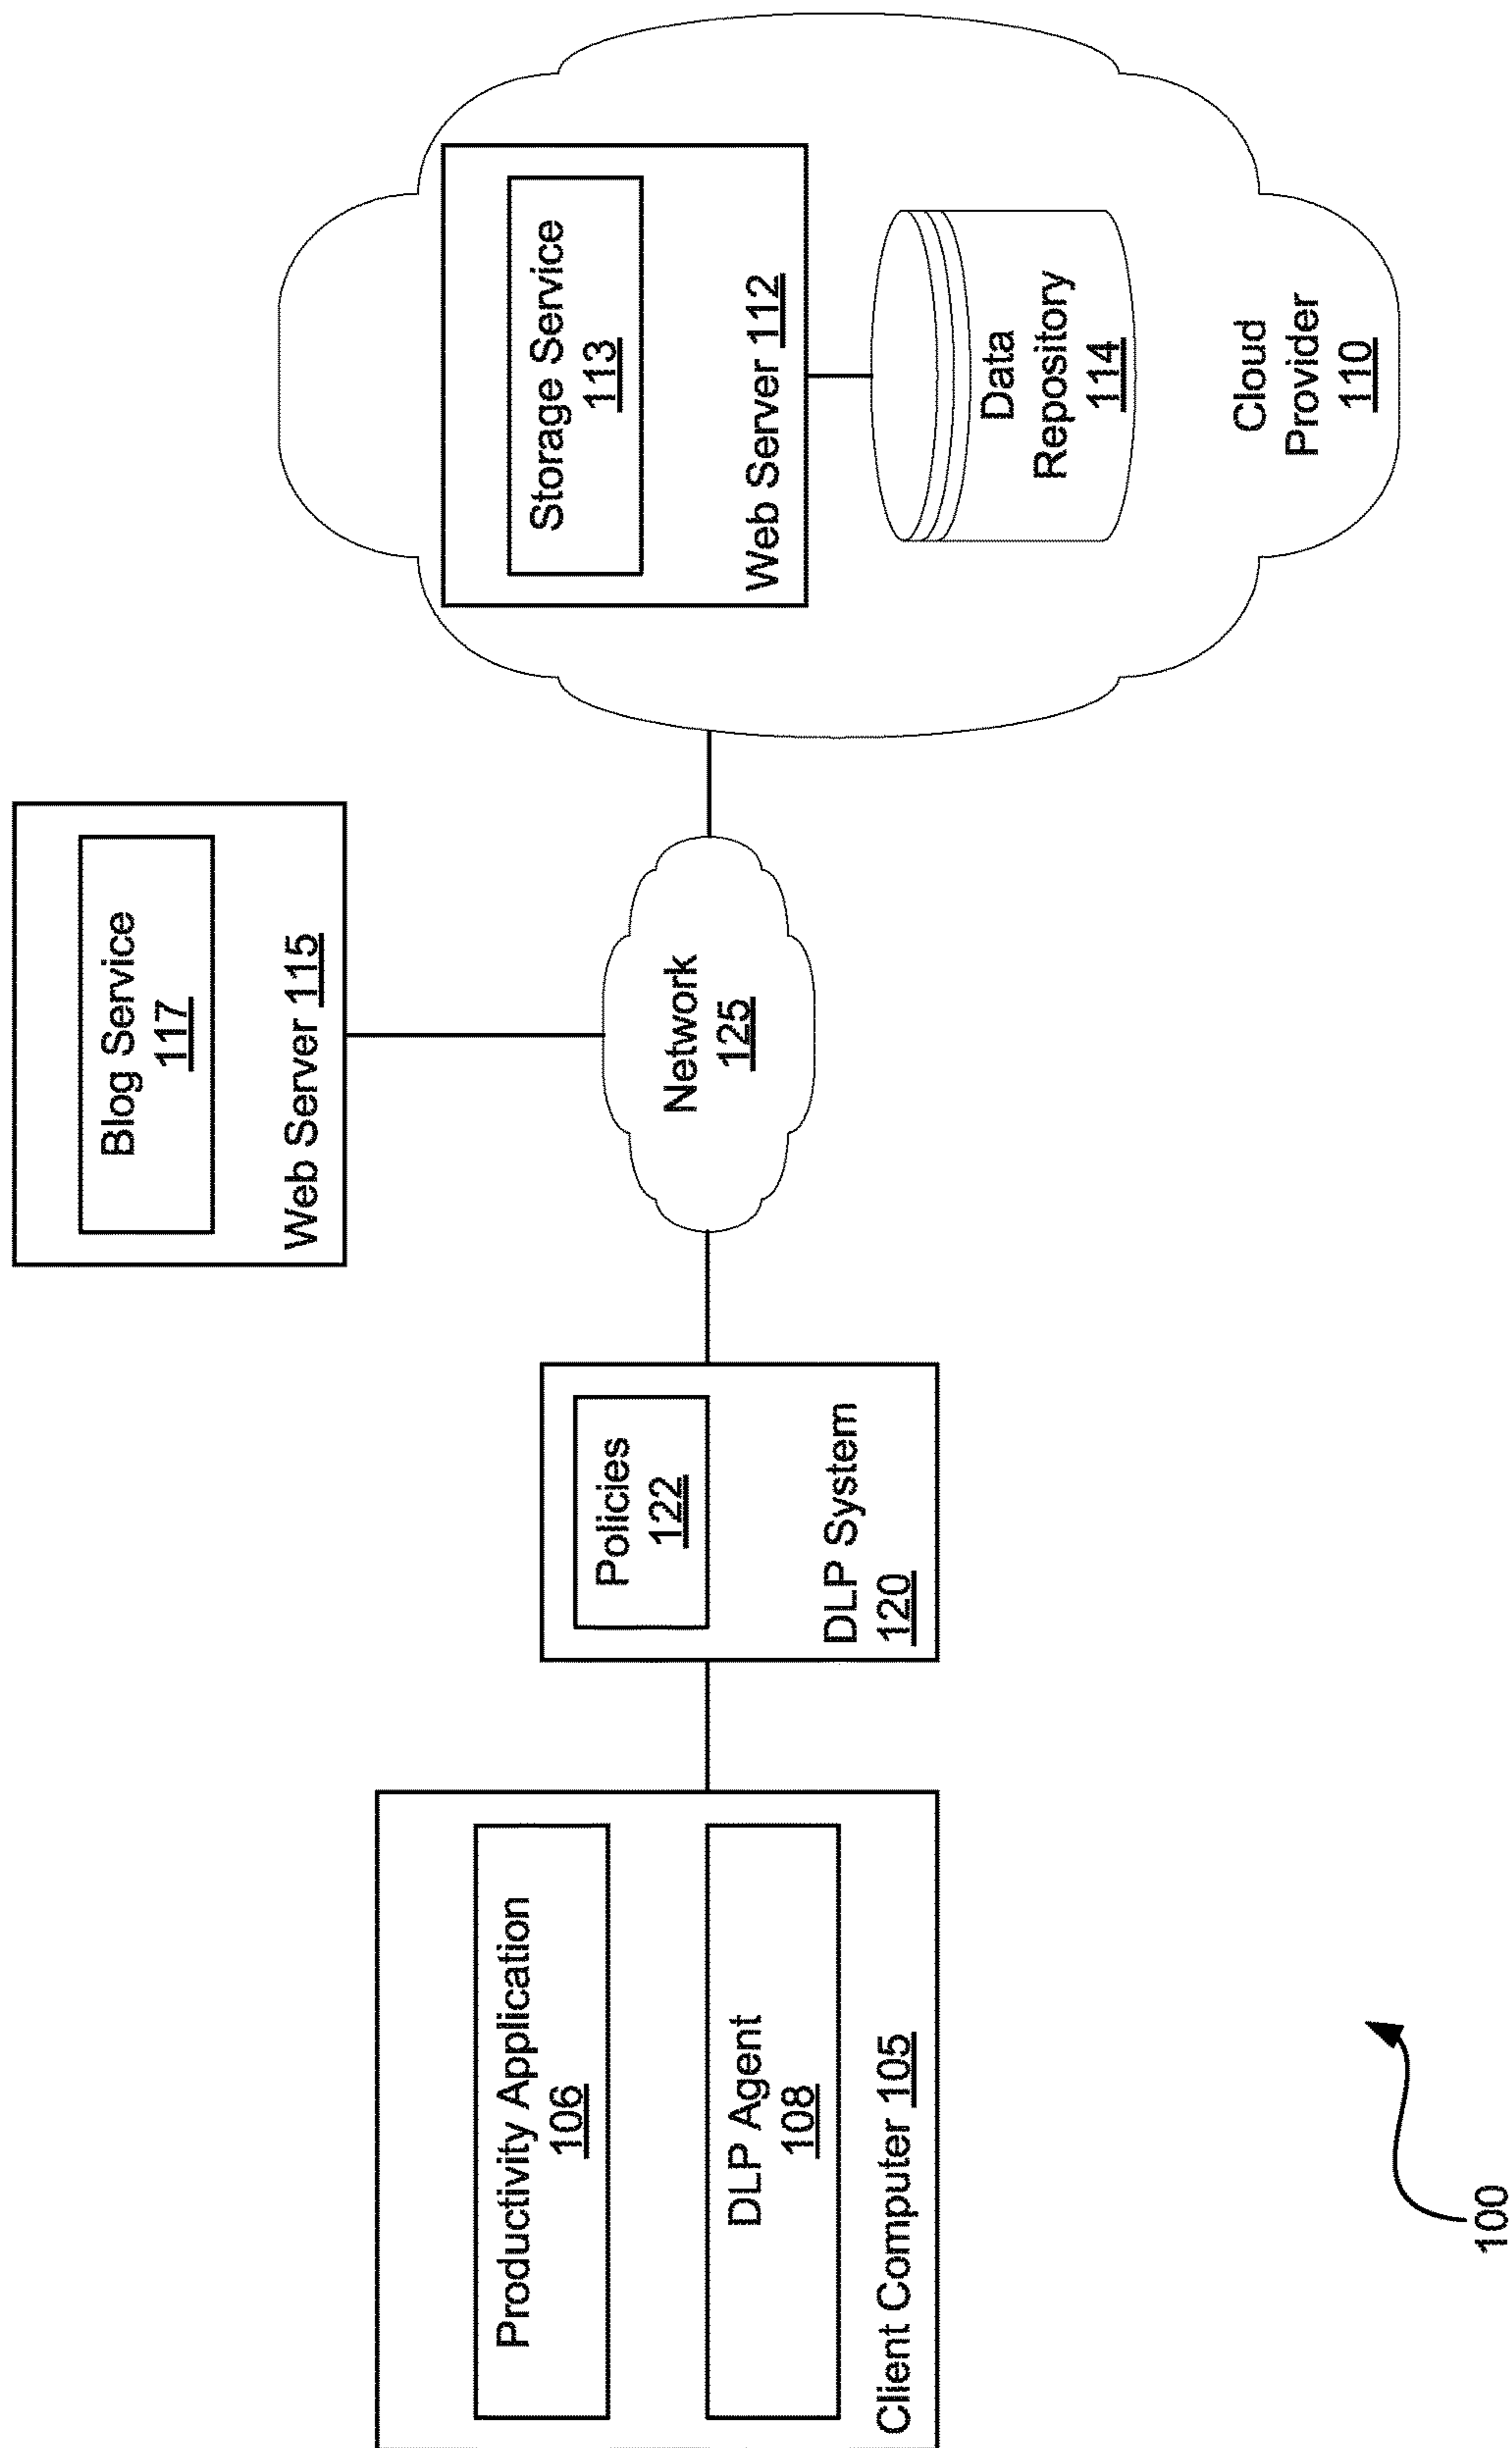 Productivity Application
106
DLP Agent
108
Client Computer 105
Policies
122
DLP System
120
Blog Service
117
Web Server 115
Network
125
Storage Service
113
Web Server 112
Data
Repository
114
Cloud
Provider
110
100